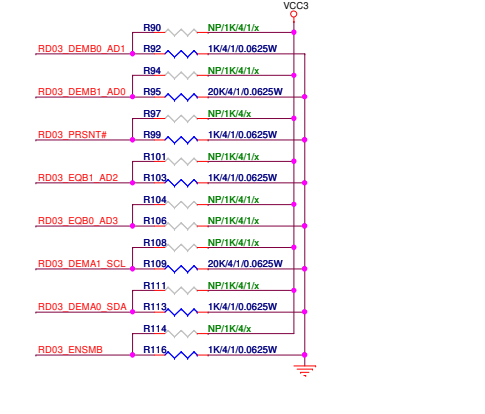 VCC3
R90 NP/1K/4/1/x
RD03_DEMB0_AD1 R92 1K/4/1/0.0625W
R94 NP/1K/4/1/x
RD03_DEMB1_AD0 R95 20K/4/1/0.0625W
R97 NP/1K/4/x
RD03_PRSNT# R99 1K/4/1/0.0625W
R101 NP/1K/4/1/x
RD03_EQB1_AD2 R103 1K/4/1/0.0625W
R104 NP/1K/4/1/x
RD03_EQB0_AD3 R106 NP/1K/4/1/x
R108 NP/1K/4/1/x
RD03_DEMA1_SCL R109 20K/4/1/0.0625W
R111 NP/1K/4/1/x
RD03_DEMA0_SDA R113 1K/4/1/0.0625W
R114 NP/1K/4/x
RD03_ENSMB R116 1K/4/1/0.0625W